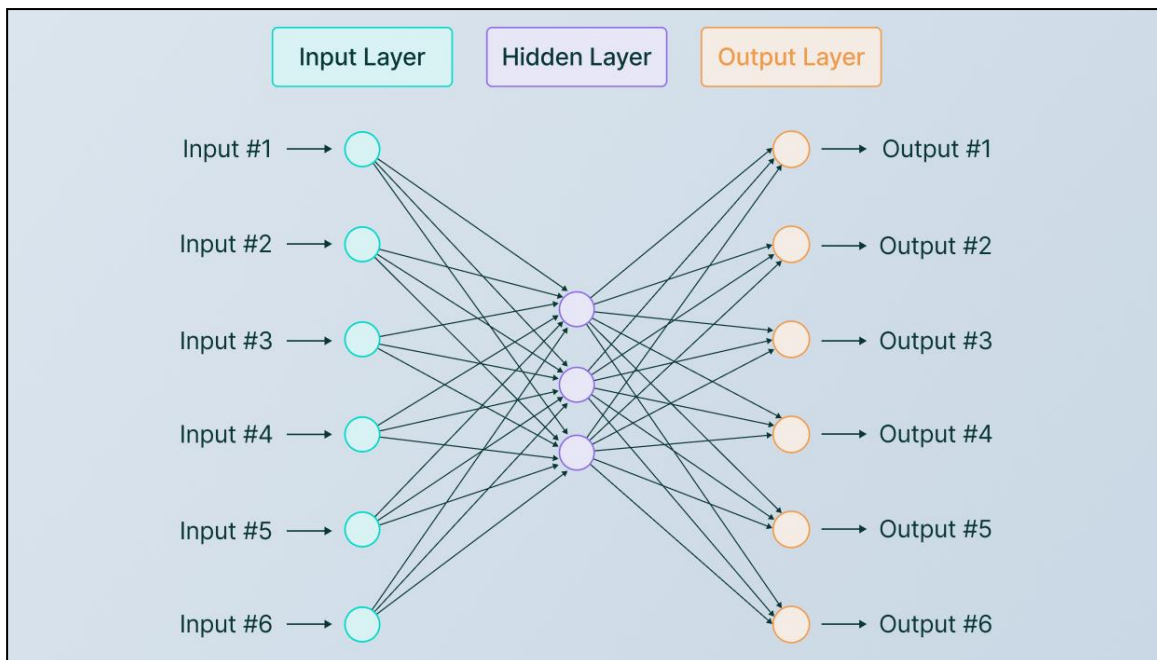 Input Layer
Hidden Layer
Output Layer
Input #1
Output #1
Input #2
Output #2
Input #3
Output #3
Input #4
Output #4
Input #5
Output #5
Input #6
Output #6